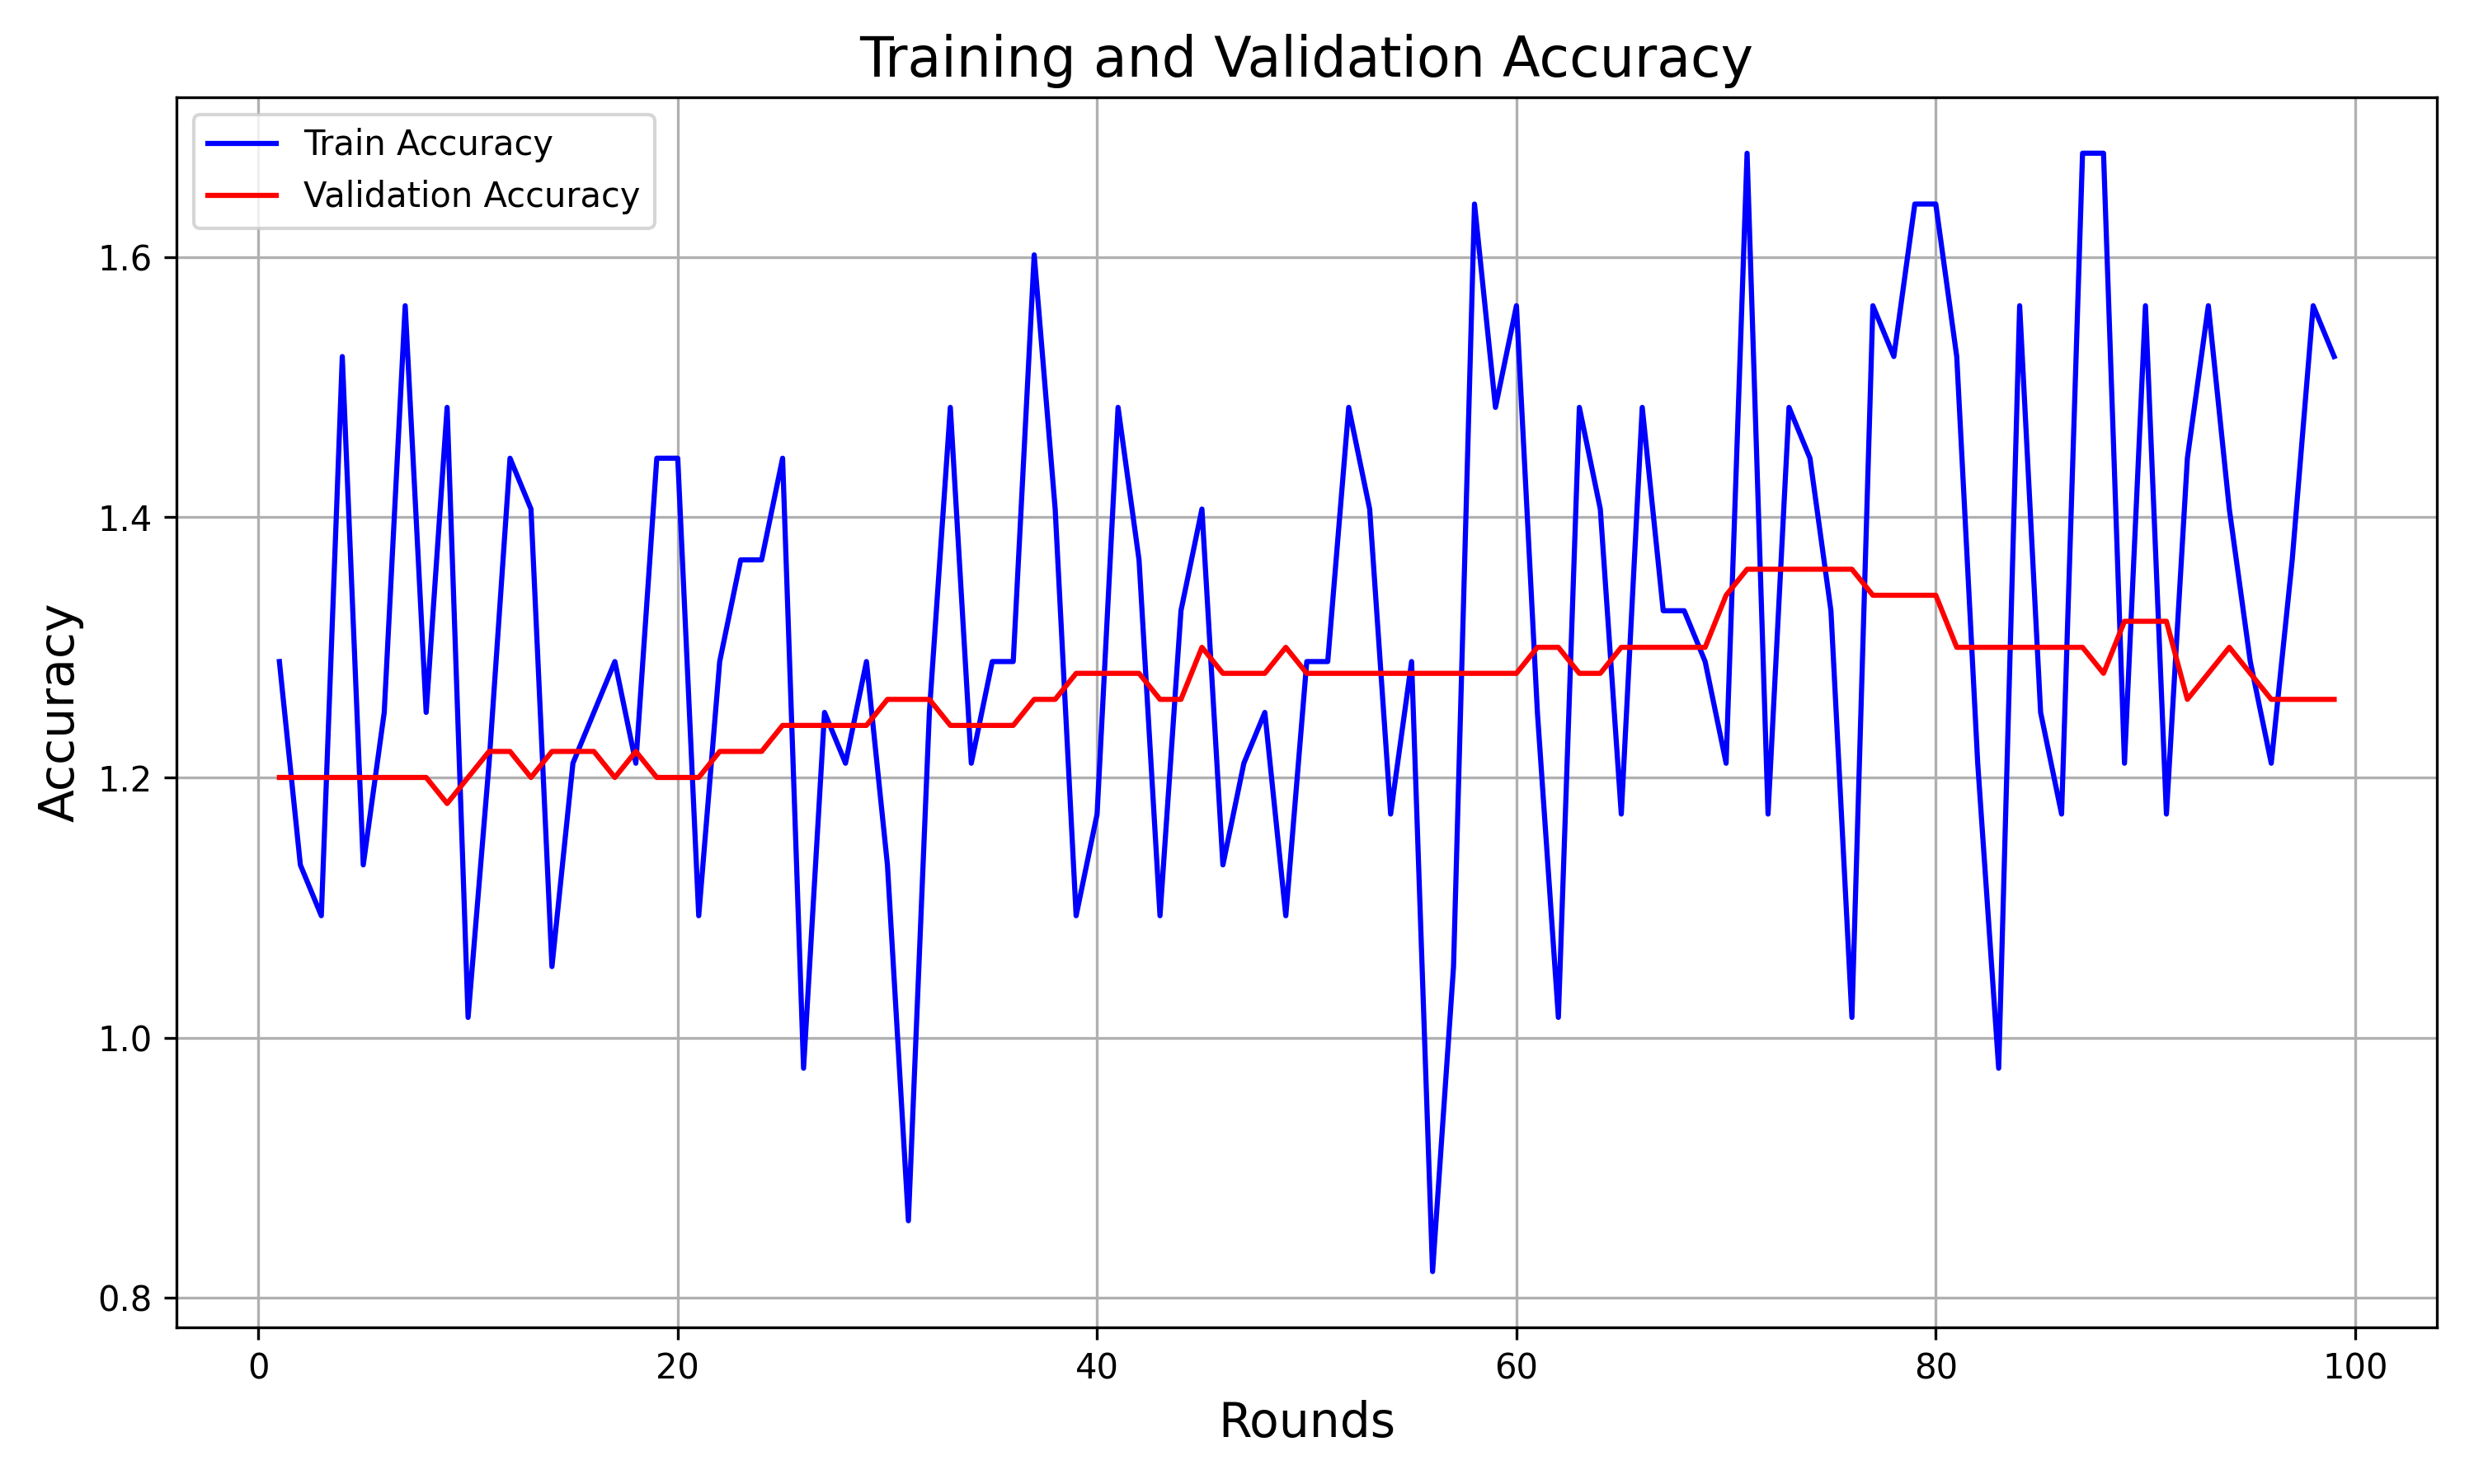 Training and Validation Accuracy
Train Accuracy
Validation Accuracy
1.6
1.4
1.2
1.0
0.8
Accuracy
0
20
40
60
80
100
Rounds